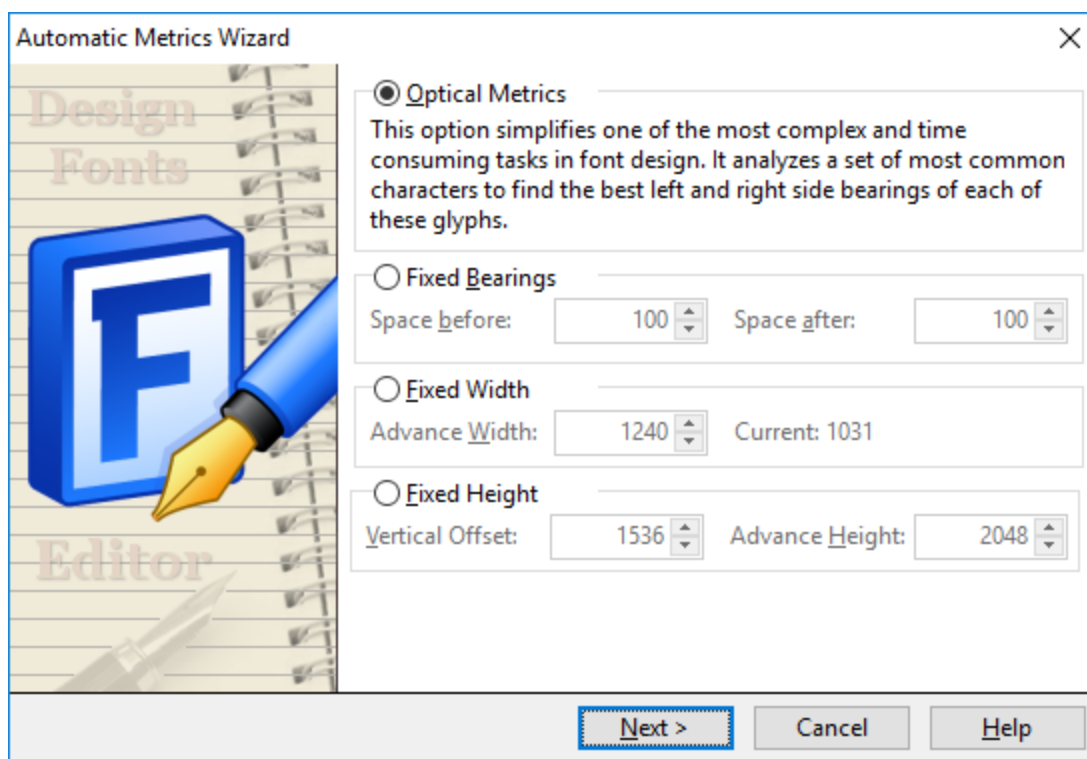 Automatic Metrics Wizard
Design
Fonts
F
Editor
Optical Metrics
This option simplifies one of the most complex and time
consuming tasks in font design. It analyzes a set of most common
characters to find the best left and right side bearings of each of
these glyphs.
Fixed Bearings
Space before: 100 Space after: 100
Fixed Width
Advance Width: 1240 Current: 1031
Fixed Height
Vertical Offset: 1536 Advance Height: 2048
Next > Cancel Help